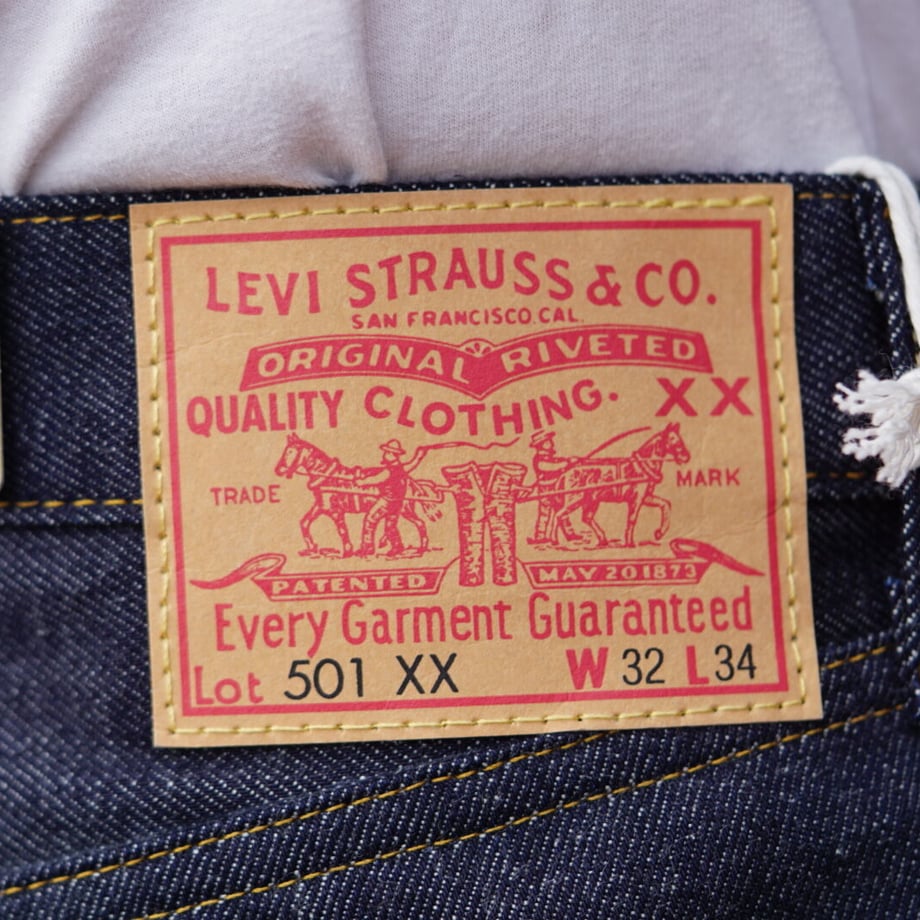 LEVI STRAUSS & CO.
SAN FRANCISCO. CAL.
ORIGINAL RIVETED
QUALITY CLOTHING. XX
TRADE MARK
PATENTED MAY 20 1873
Every Garment Guaranteed
Lot 501 XX W 32 L 34